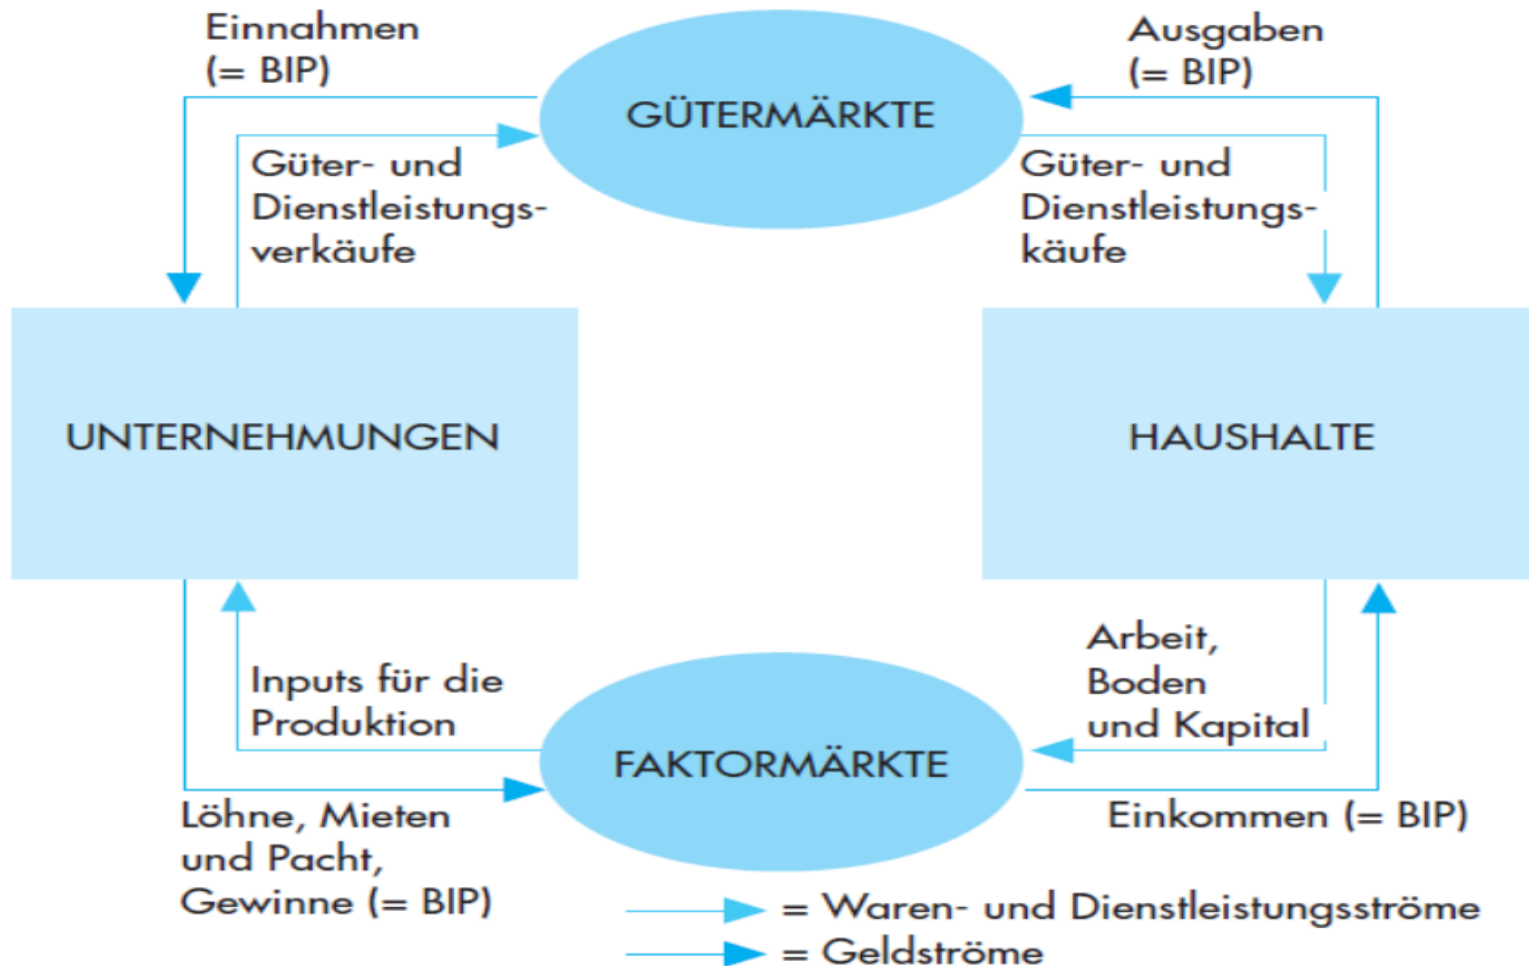 Einnahmen
(= BIP)
Ausgaben
(= BIP)
GÜTERMÄRKTE
Güter- und
Dienstleistungs-
verkäufe
Güter- und
Dienstleistungs-
käufe
UNTERNEHMUNGEN
HAUSHALTE
Inputs für die
Produktion
Arbeit,
Boden
und Kapital
FAKTORMÄRKTE
Löhne, Mieten
und Pacht,
Gewinne (= BIP)
Einkommen (= BIP)
= Waren- und Dienstleistungsströme
= Geldströme